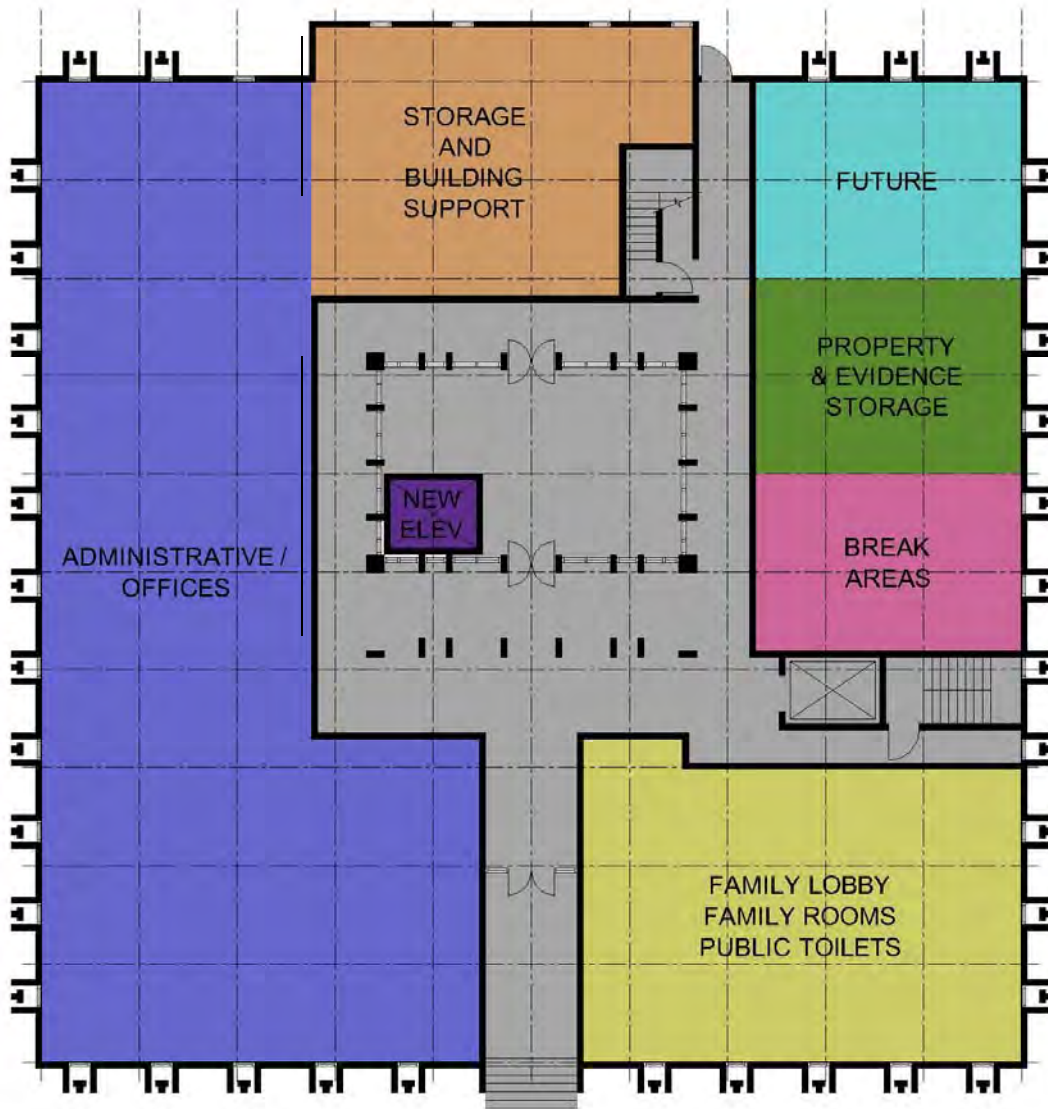 STORAGE
AND
BUILDING
SUPPORT
FUTURE
PROPERTY
& EVIDENCE
STORAGE
NEW
ELEV
BREAK
AREAS
ADMINISTRATIVE /
OFFICES
FAMILY LOBBY
FAMILY ROOMS
PUBLIC TOILETS